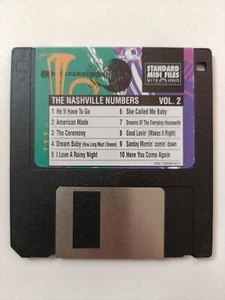 STANDARD
MIDI FILES
WITH LYRICS
THE NASHVILLE NUMBERS VOL. 2
1 He'll Have To Go
2 American Made
3 The Ceremony
4 Dream Baby (How Long Must I Dream)
5 I Love A Rainy Night
6 She Called Me Baby
7 Dreams Of The Everyday Housewife
8 Good Lovin' (Makes it Right)
9 Sunday Mornin' comin' down
10 Here You Come Again